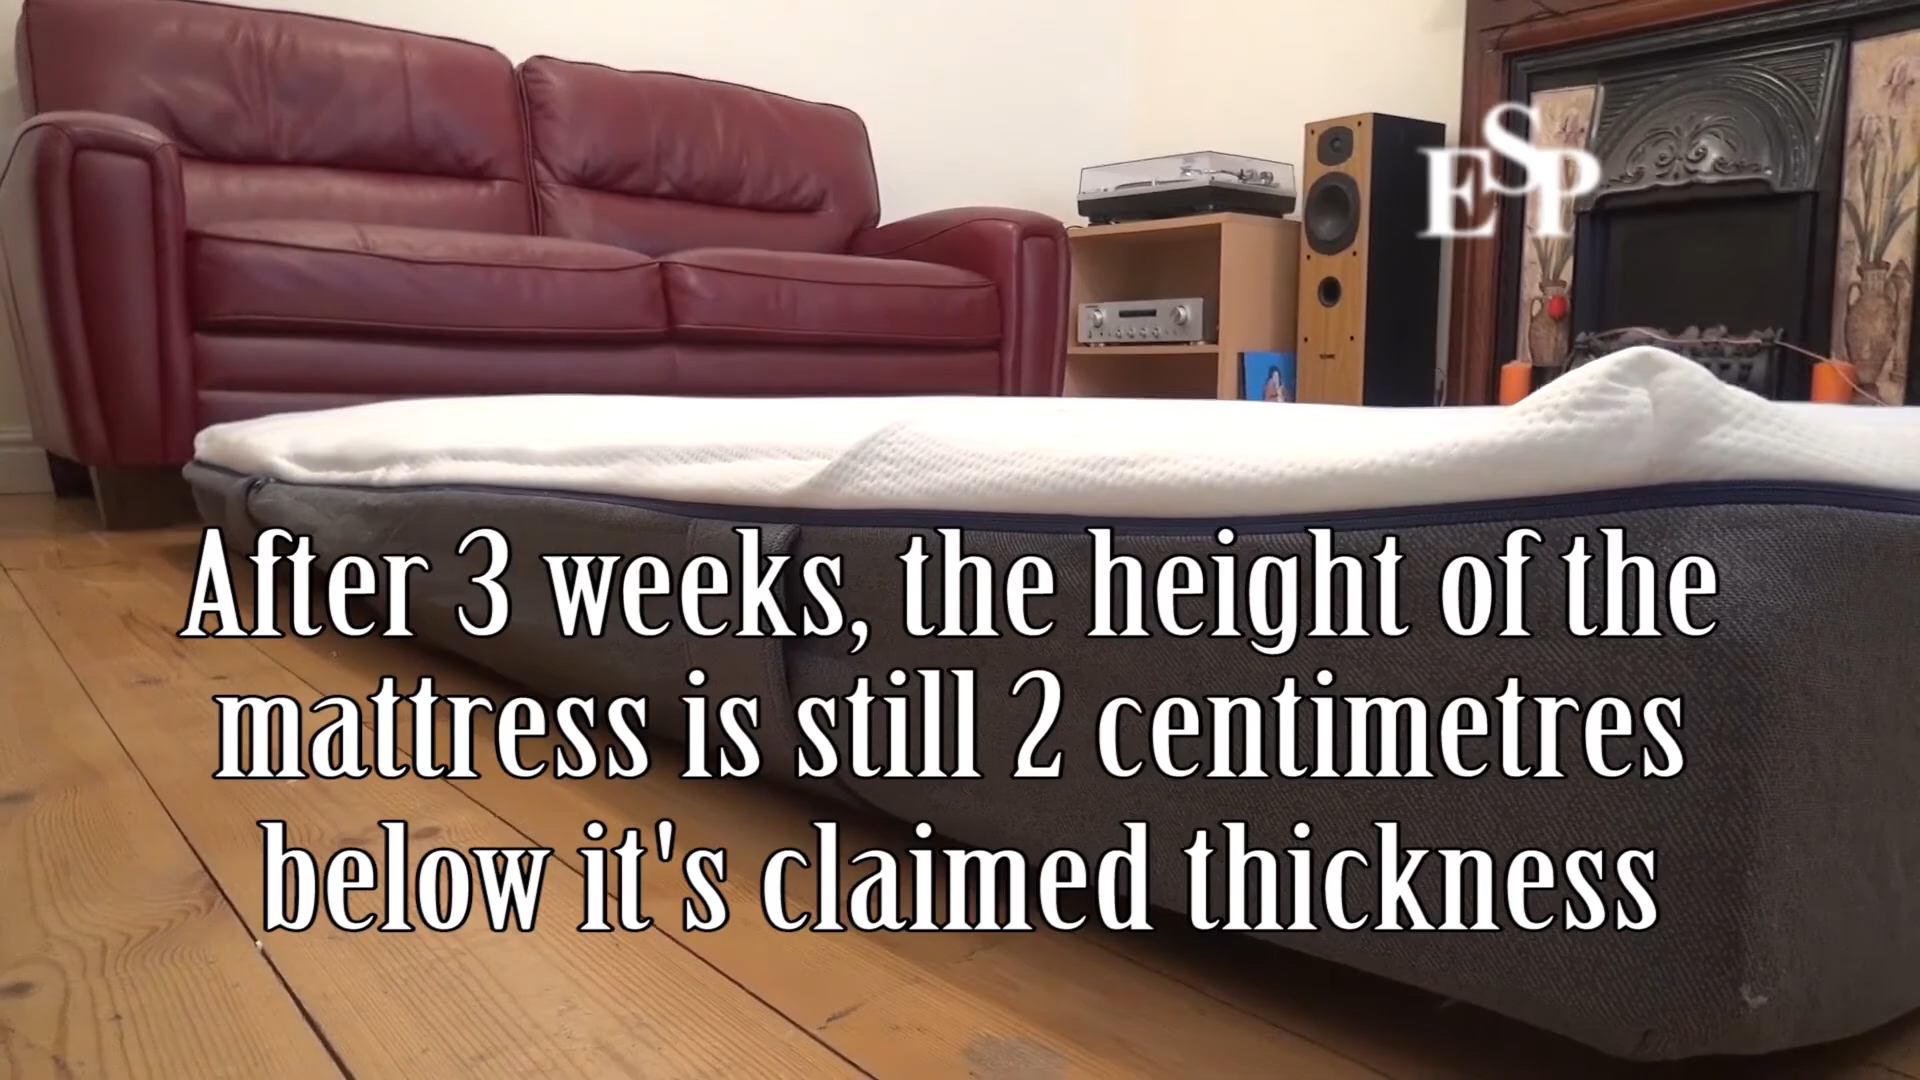 ESP
After 3 weeks, the height of the
mattress is still 2 centimetres
below it's claimed thickness